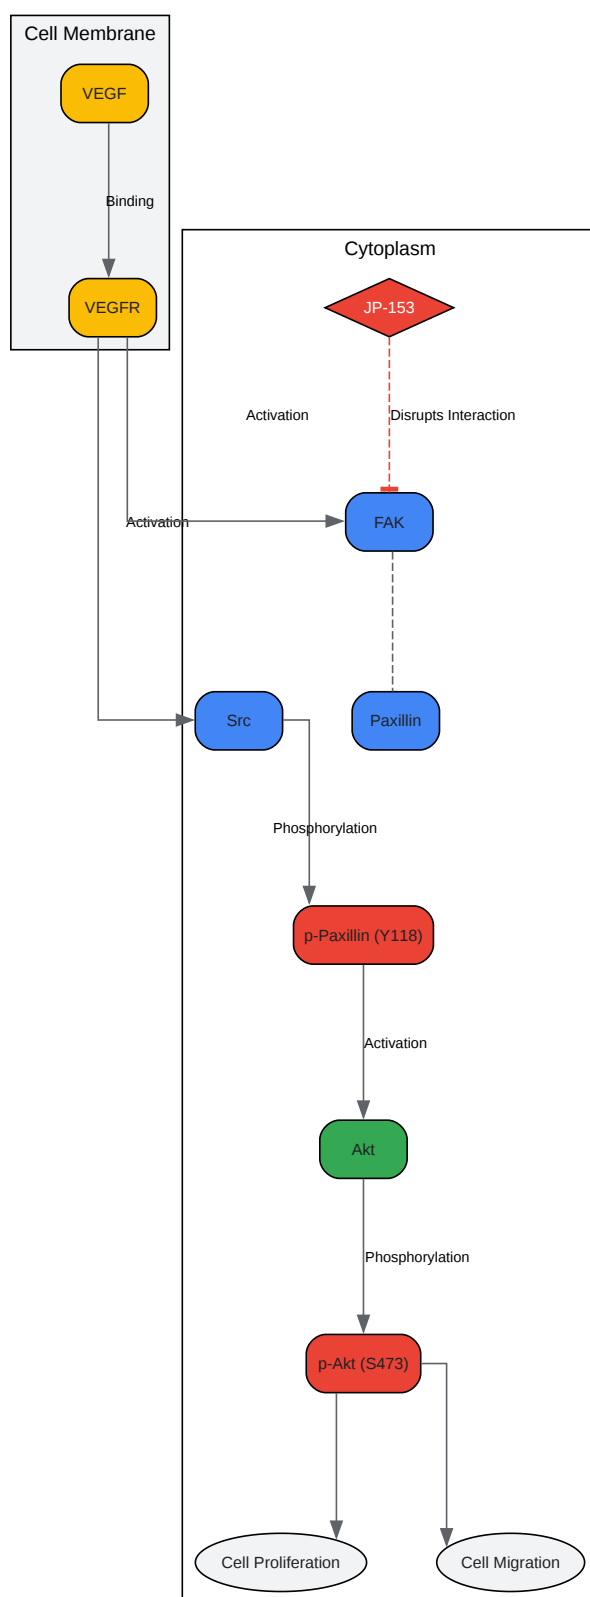 Cell Membrane
VEGF
Binding
Cytoplasm
VEGFR
JP-153
Activation
Disrupts Interaction
Activation
FAK
Src
Paxillin
Phosphorylation
p-Paxillin (Y118)
Activation
Akt
Phosphorylation
p-Akt (S473)
Cell Proliferation
Cell Migration